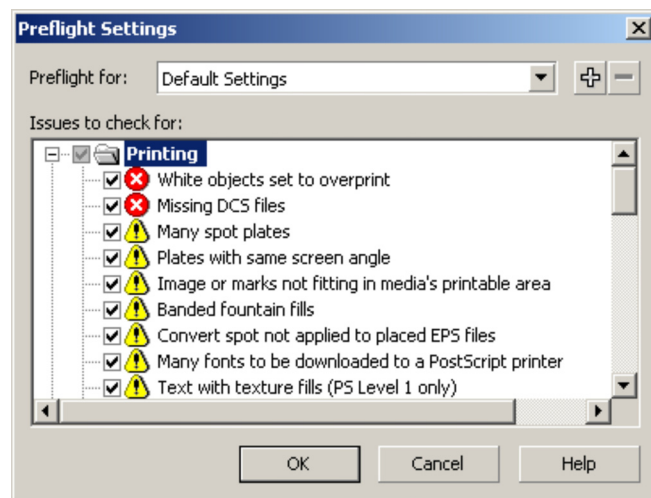 Preflight Settings
Preflight for: Default Settings
Issues to check for:
Printing
White objects set to overprint
Missing DCS files
Many spot plates
Plates with same screen angle
Image or marks not fitting in media's printable area
Banded fountain fills
Convert spot not applied to placed EPS files
Many fonts to be downloaded to a PostScript printer
Text with texture fills (PS Level 1 only)
OK Cancel Help